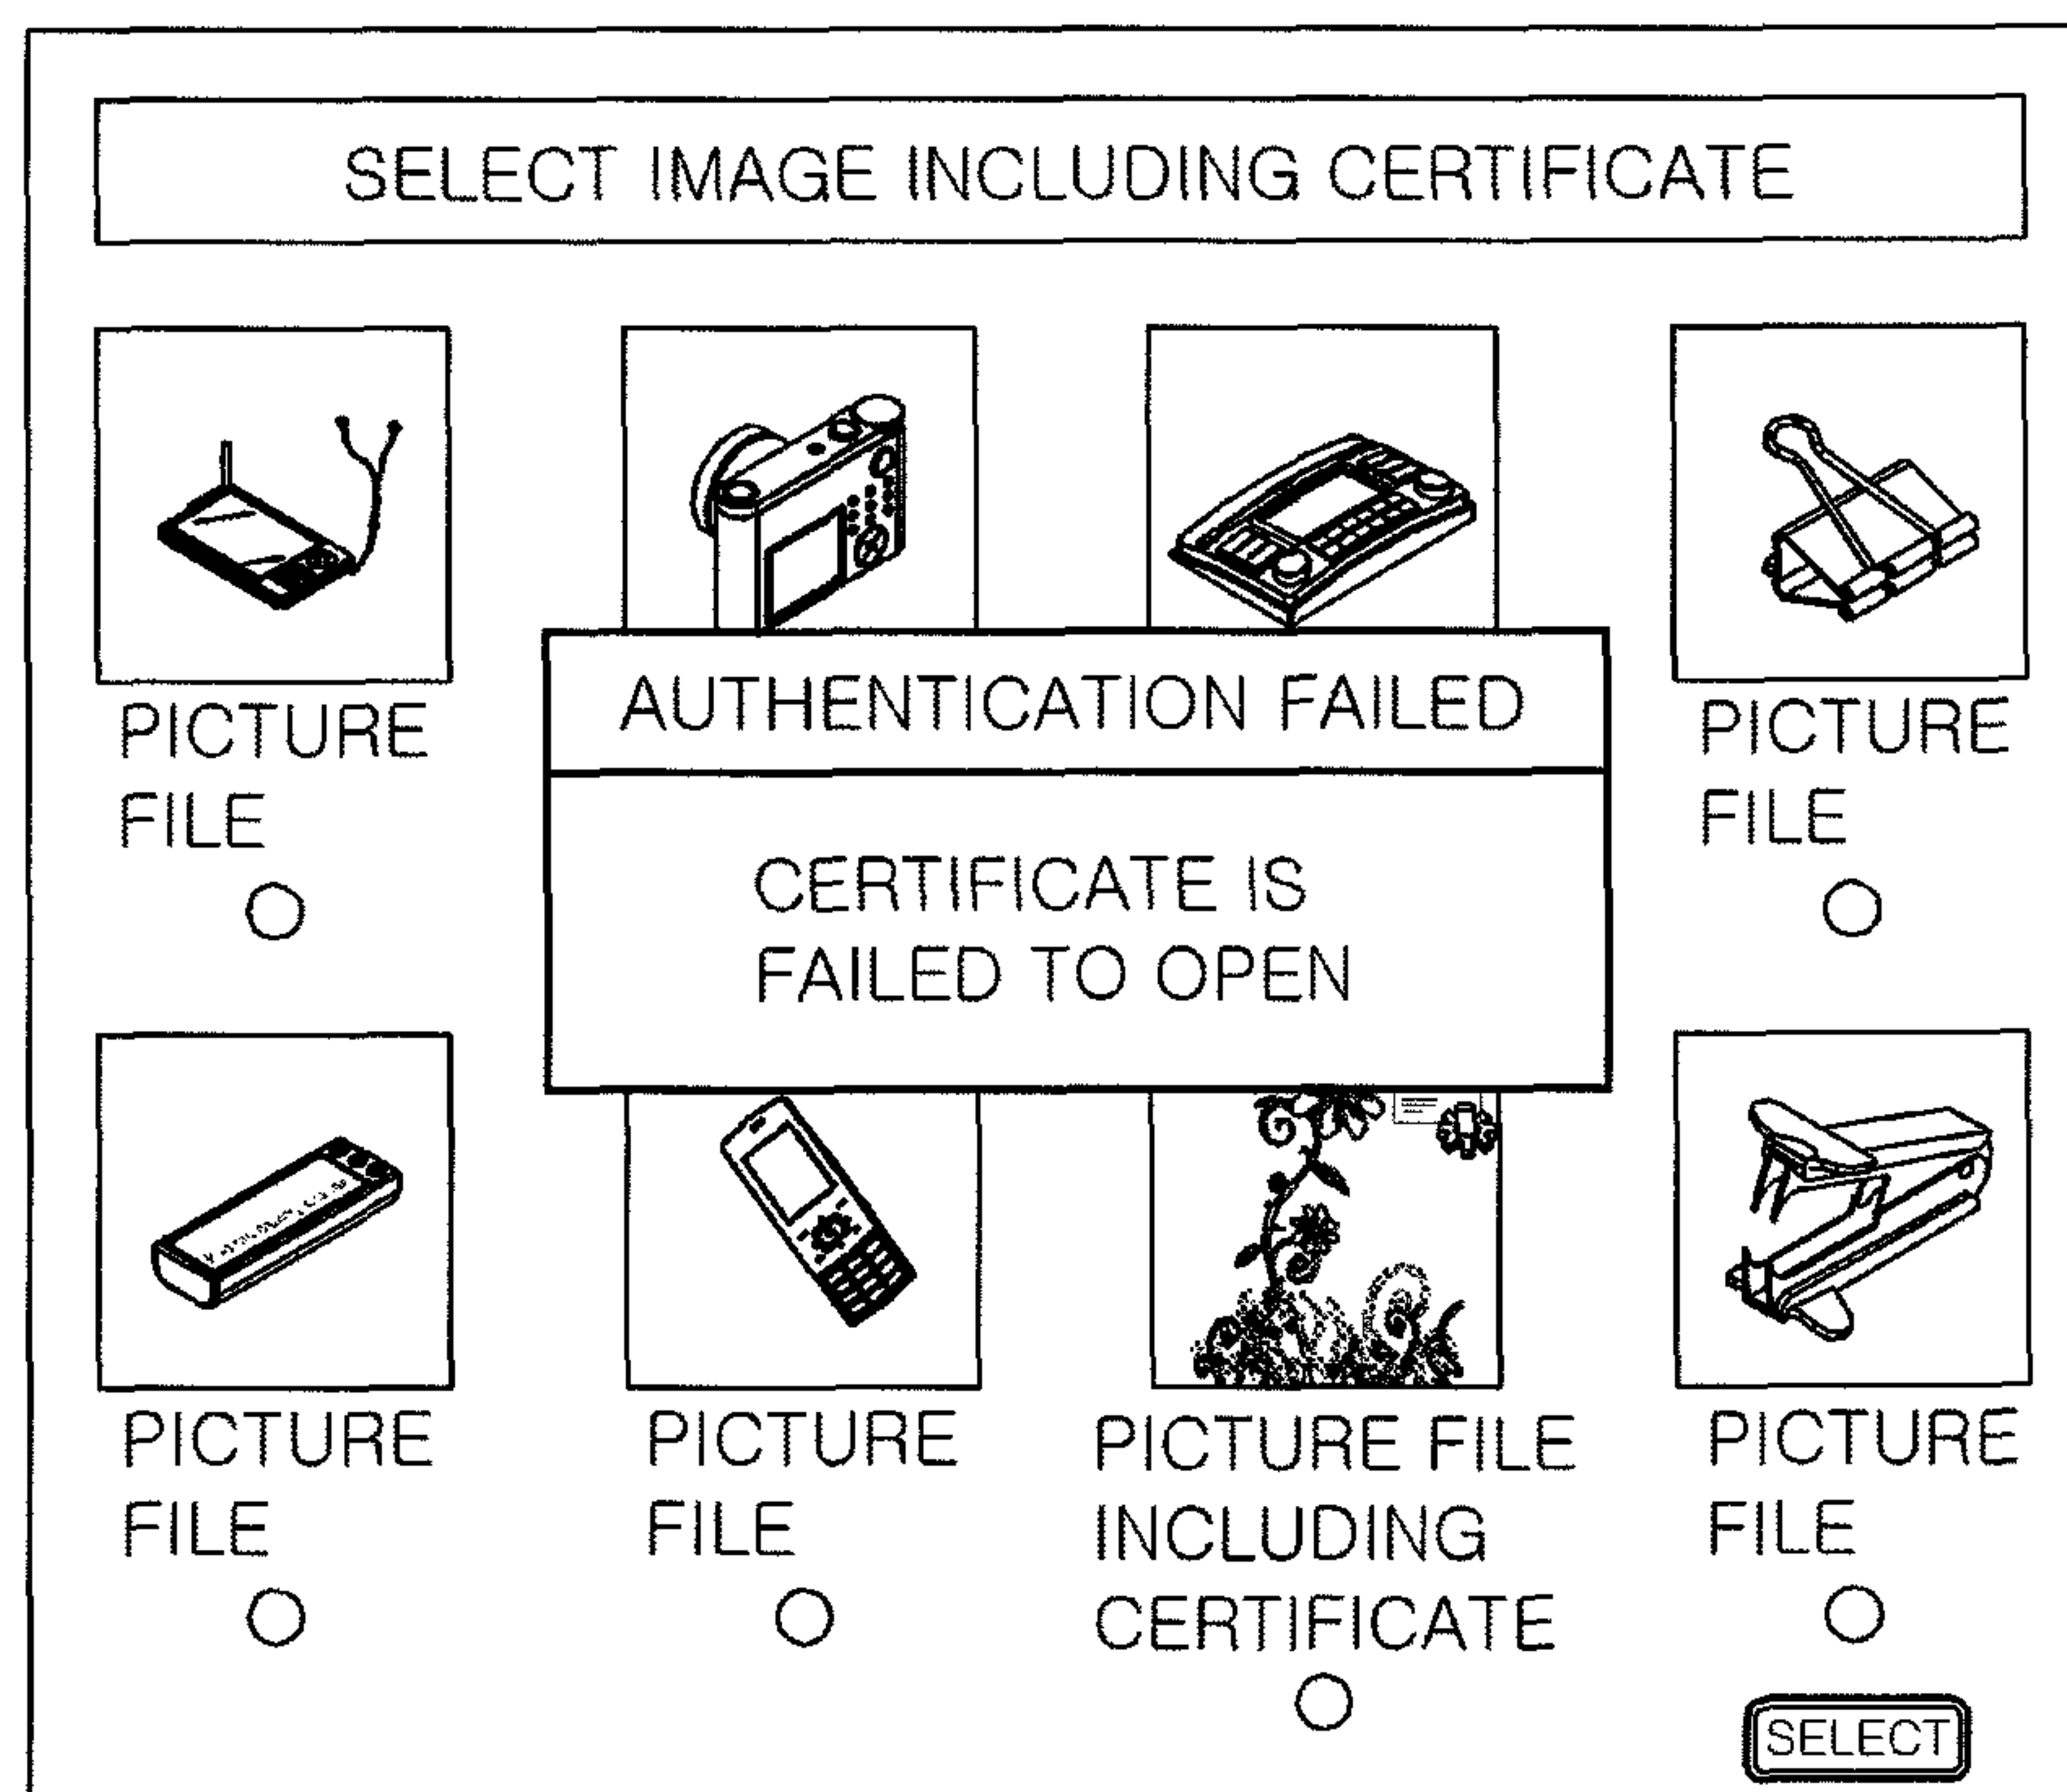 SELECT IMAGE INCLUDING CERTIFICATE
AUTHENTICATION FAILED
CERTIFICATE IS
FAILED TO OPEN
PICTURE
FILE
PICTURE
FILE
PICTURE
FILE
PICTURE
FILE
PICTURE FILE
INCLUDING
CERTIFICATE
PICTURE
FILE
SELECT